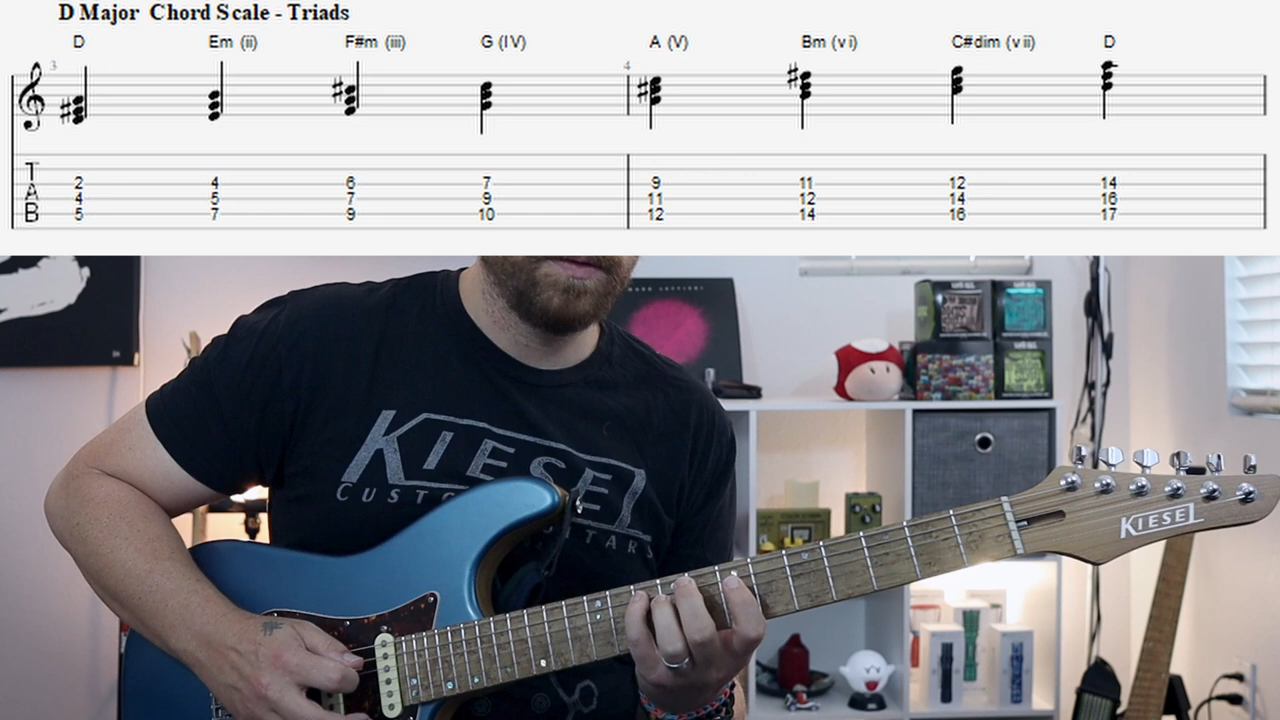 D Major Chord Scale - Triads
D Em (ii) F#m (iii) G (IV) A (V) Bm (vi) C#dim (vii) D
3 4
T 2 4 6 7 9 11 12 14
A 4 5 7 9 11 12 14 16
B 5 7 9 10 12 14 16 17
KIESEL
CUSTOM GUITARS
KIESEL